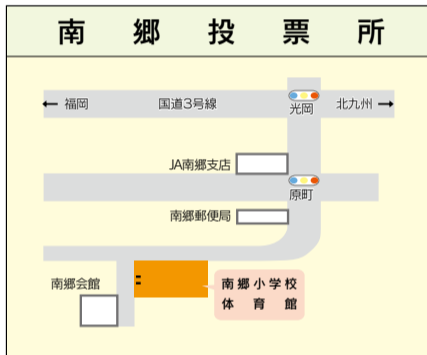 南郷投票所
← 福岡 国道3号線 光岡 北九州 →
JA南郷支店
原町
南郷郵便局
南郷会館
南郷小学校
体育館